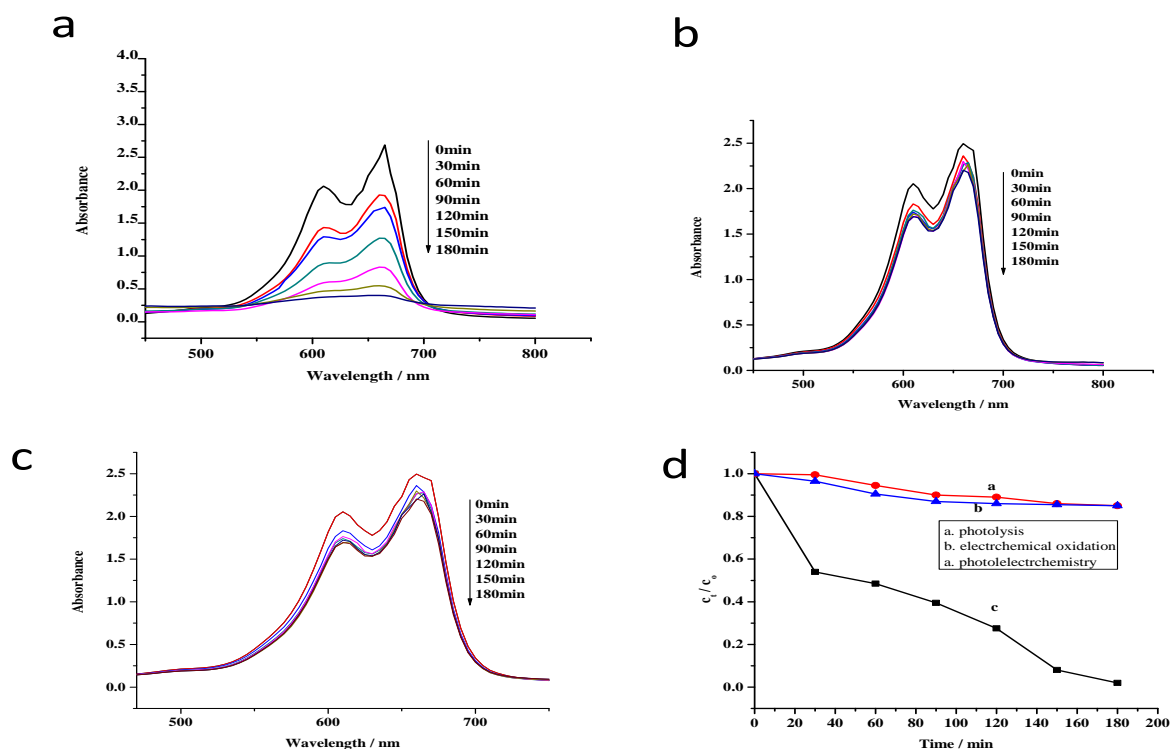 a
4.0
3.5
3.0
2.5
2.0
1.5
1.0
0.5
0.0
Absorbance
0min
30min
60min
90min
120min
150min
180min
500
600
700
800
Wavelength / nm
b
2.5
2.0
1.5
1.0
0.5
0.0
Absorbance
0min
30min
60min
90min
120min
150min
180min
500
600
700
800
Wavelength / nm
c
2.5
2.0
1.5
1.0
0.5
0.0
Absorbance
0min
30min
60min
90min
120min
150min
180min
500
600
700
Wavelength / nm
d
1.0
0.8
0.6
0.4
0.2
0.0
c_t / c_o
a
b
a. photolysis
b. electrchemical oxidation
a. photolelectrchemistry
c
0 20 40 60 80 100 120 140 160 180 200
Time / min